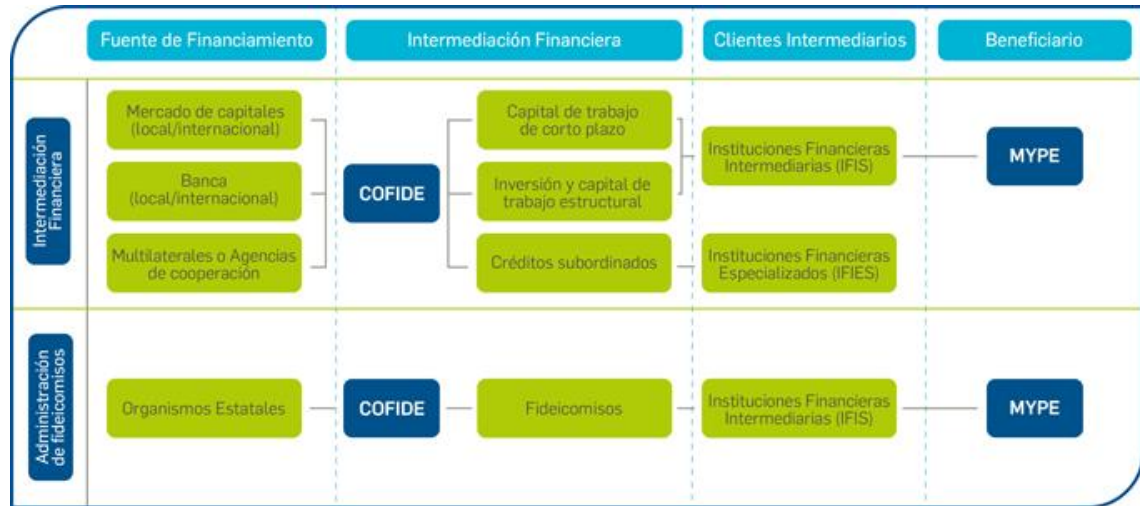 Fuente de Financiamiento
Intermediación Financiera
Clientes Intermediarios
Beneficiario
Intermediación
Financiera
Mercado de capitales
(local/internacional)
Banca
(local/internacional)
Multilaterales o Agencias
de cooperación
COFIDE
Capital de trabajo
de corto plazo
Inversión y capital de
trabajo estructural
Créditos subordinados
Instituciones Financieras
Intermediarias (IFIS)
Instituciones Financieras
Especializados (IFIES)
MYPE
Administración
de fideicomisos
Organismos Estatales
COFIDE
Fideicomisos
Instituciones Financieras
Intermediarias (IFIS)
MYPE